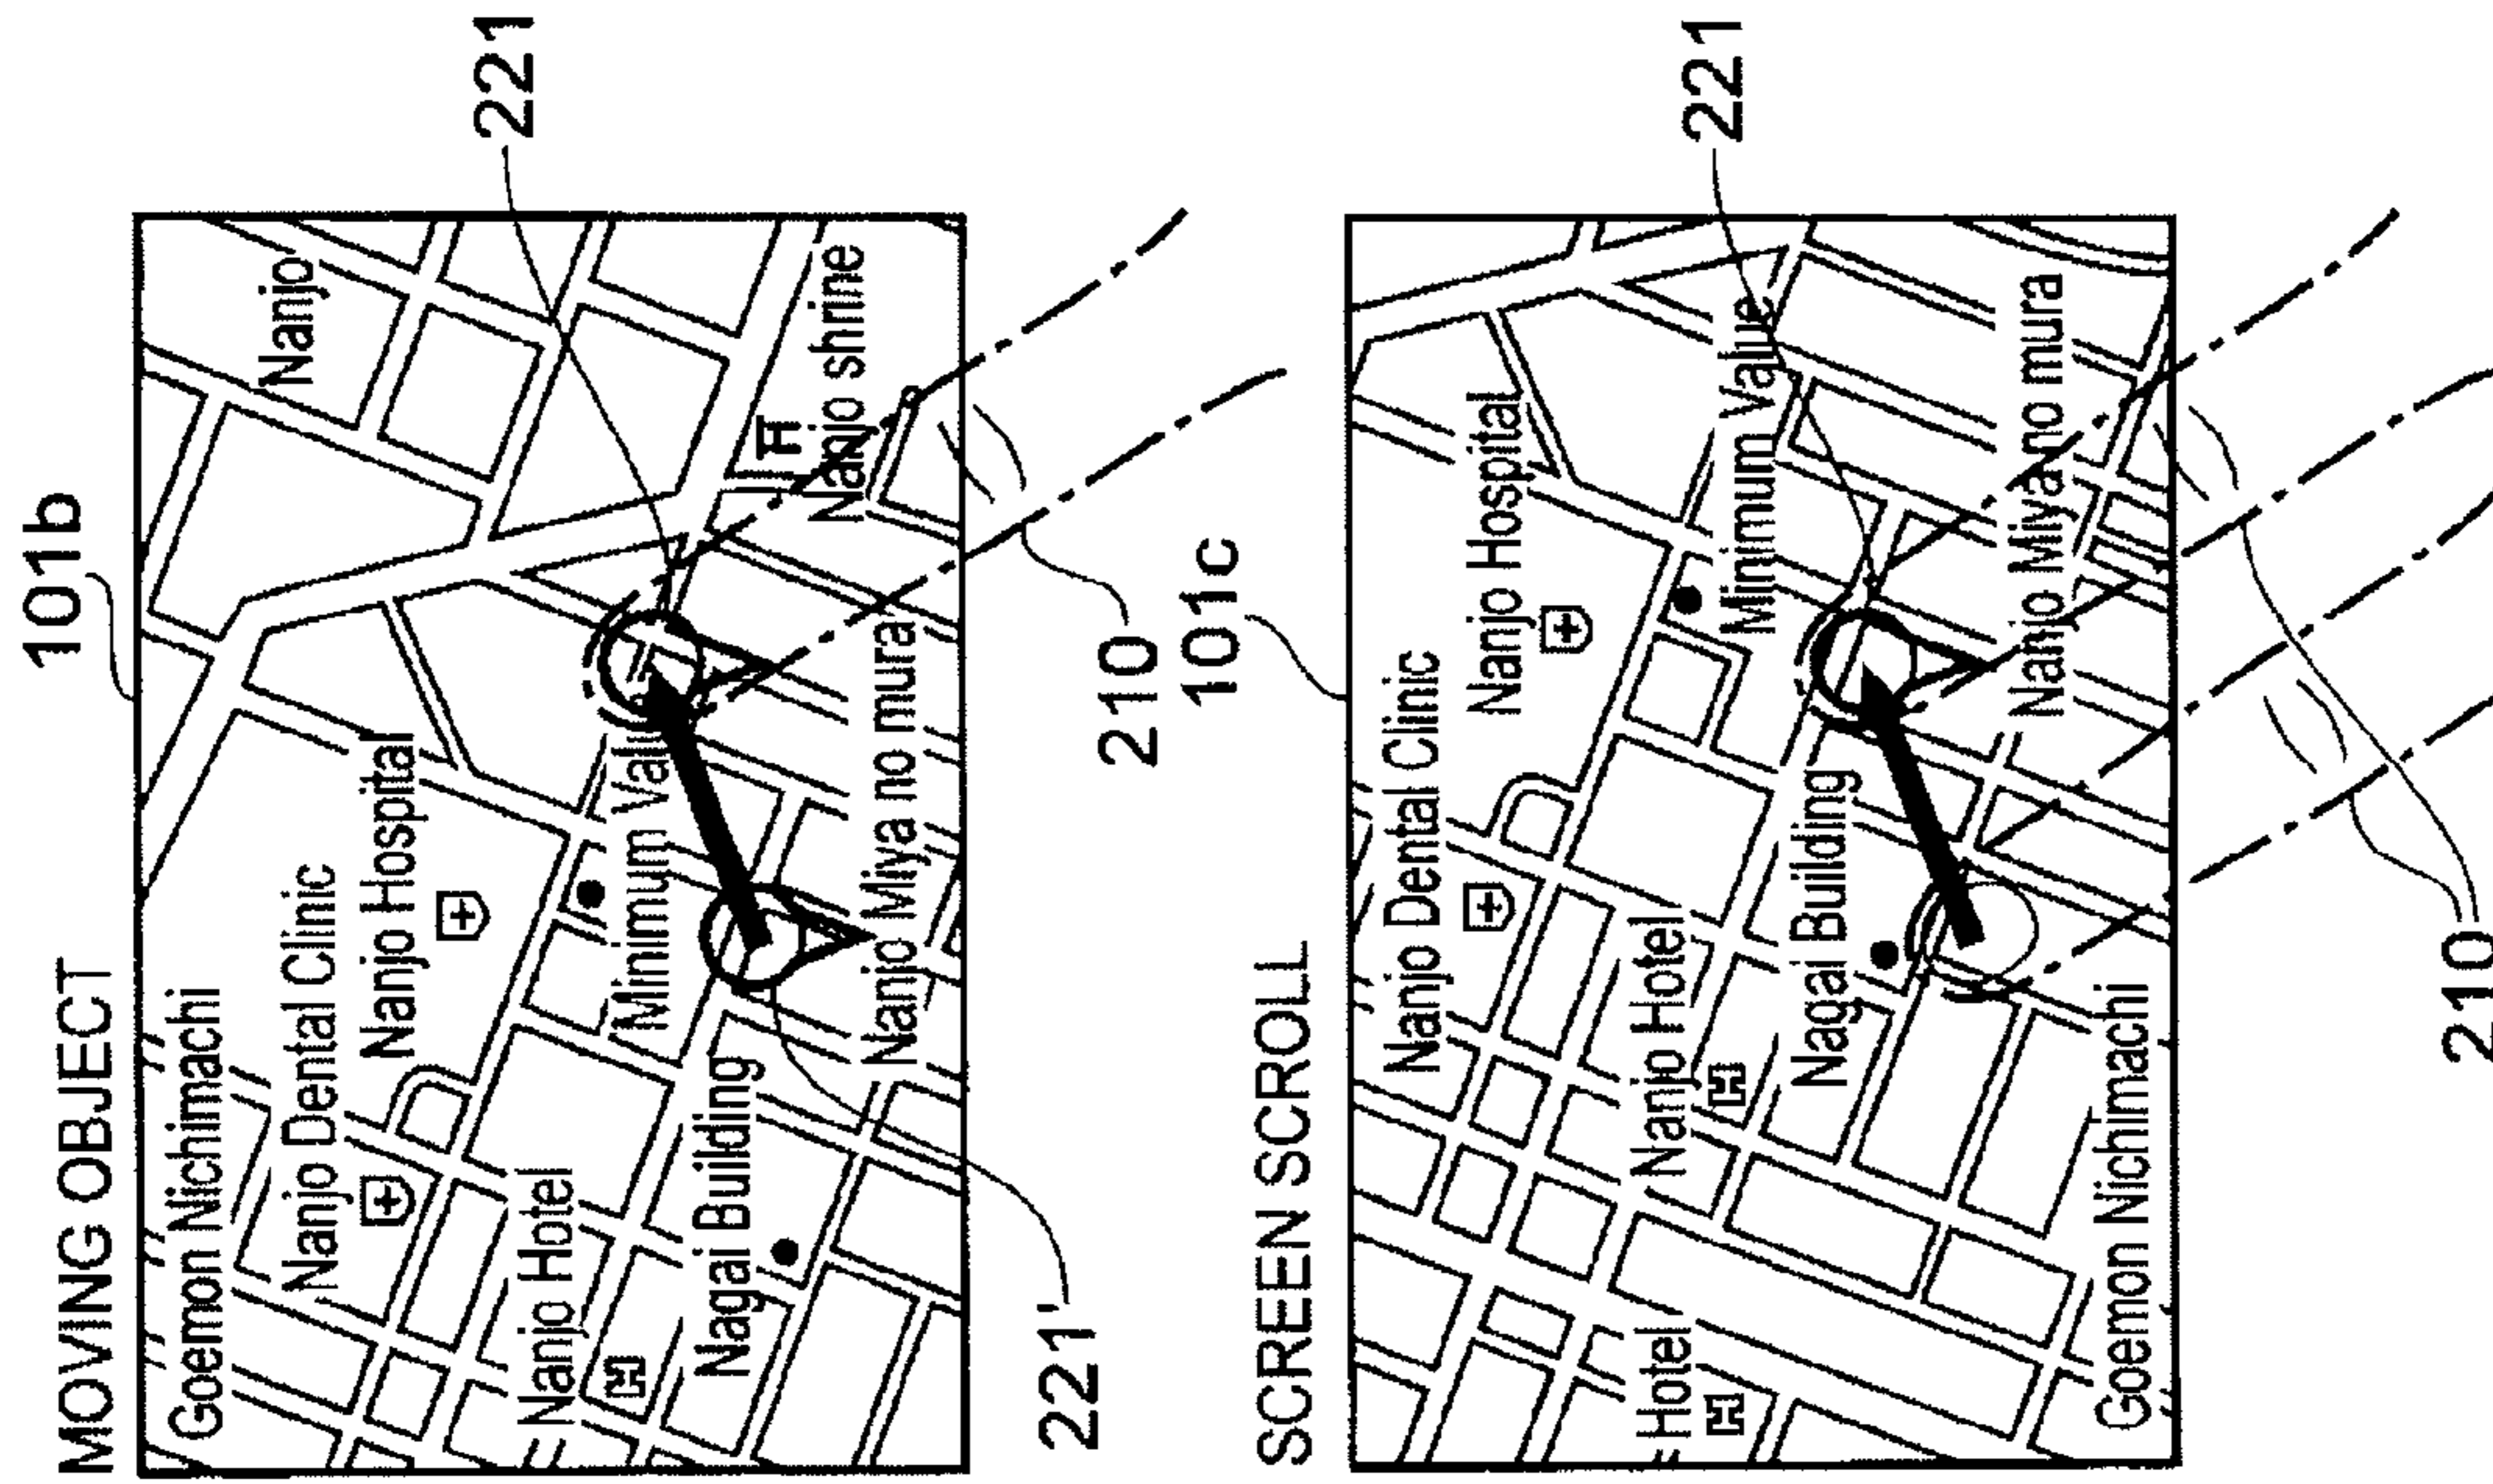 MOVING OBJECT
101b
221
Goemon Nichimachi
Nanjo
Nanjo Dental Clinic
Nanjo Hospital
Nanjo Hotel
H
Minimum Value
Nagai Building
Nanjo shrine
Nanjo Miya no mura
221'
210
SCREEN SCROLL
101c
221
Nanjo Dental Clinic
Nanjo Hospital
Nanjo Hotel
H
Hotel
H
Minimum Value
Nagai Building
Nanjo Miya no mura
Goemon Nichimachi
210